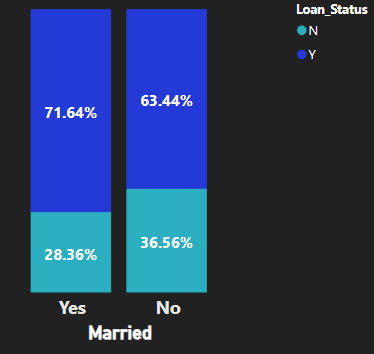 Loan_Status
N
Y
71.64% 63.44%
28.36% 36.56%
Yes No
Married